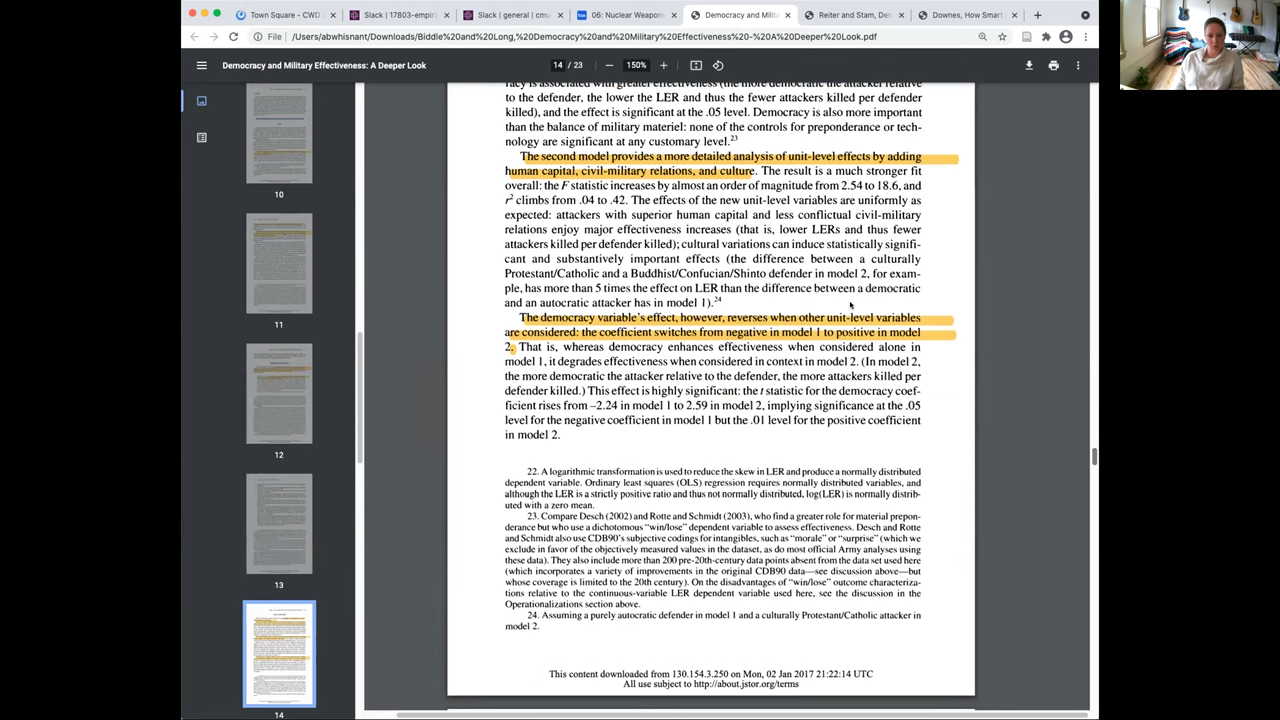 Town Square - CWD
Slack | 17803-empiri
Slack | general | cmu
06: Nuclear Weapons
Democracy and Milita
Reiter and Stam, Dem
Downes, How Smart
File
/Users/abwhisnant/Downloads/Biddle%20and%20Long,%20Democracy%20and%20Military%20Effectiveness%20-%20A%20Deeper%20Look.pdf
Democracy and Military Effectiveness: A Deeper Look
14 / 23
150%
10
11
12
13
14
racy is associated with greater effectiveness (the more democratic the attacker relative
to the defender, the lower the LER and thus the fewer attackers killed per defender
killed), and the effect is significant at the .05 level. Democracy is also more important
than the balance of military materiel: none of the controls for preponderance or tech-
nology are significant at any customary level.23
The second model provides a more detailed analysis of unit-level effects by adding
human capital, civil-military relations, and culture. The result is a much stronger fit
overall: the F statistic increases by almost an order of magnitude from 2.54 to 18.6, and
r2 climbs from .04 to .42. The effects of the new unit-level variables are uniformly as
expected: attackers with superior human capital and less conflictual civil-military
relations enjoy major effectiveness increases (that is, lower LERs and thus fewer
attackers killed per defender killed); cultural variations can induce statistically signifi-
cant and substantively important effects (the difference between a culturally
Protestant/Catholic and a Buddhist/Confucian/Shinto defender in model 2, for exam-
ple, has more than 5 times the effect on LER than the difference between a democratic
and an autocratic attacker has in model 1).24
The democracy variable's effect, however, reverses when other unit-level variables
are considered: the coefficient switches from negative in model 1 to positive in model
2. That is, whereas democracy enhances effectiveness when considered alone in
model 1, it degrades effectiveness when considered in context in model 2. (In model 2,
the more democratic the attacker relative to the defender, the more attackers killed per
defender killed.) This effect is highly significant: the t statistic for the democracy coef-
ficient rises from –2.24 in model 1 to 2.59 in model 2, implying significance at the .05
level for the negative coefficient in model 1 but the .01 level for the positive coefficient
in model 2.
22. A logarithmic transformation is used to reduce the skew in LER and produce a normally distributed
dependent variable. Ordinary least squares (OLS) regression requires normally distributed variables, and
although the LER is a strictly positive ratio and thus not normally distributed, log(LER) is normally distrib-
uted with a zero mean.
23. Compare Desch (2002) and Rotte and Schmidt (2003), who find a greater role for material prepon-
derance but who use a dichotomous "win/lose" dependent variable to assess effectiveness. Desch and Rotte
and Schmidt also use CDB90's subjective codings for intangibles, such as "morale" or "surprise" (which we
exclude in favor of the objectively measured values in the dataset, as do most official Army analyses using
these data). They also include more than 200 pre-20th-century data points absent from the data set used here
(which incorporates a variety of improvements in the original CDB90 data—see discussion above—but
whose coverage is limited to the 20th century). On the disadvantages of "win/lose" outcome characteriza-
tions relative to the continuous-variable LER dependent variable used here, see the discussion in the
Operationalizations section above.
24. Assuming a purely autocratic defender in model 1 and a culturally Protestant/Catholic attacker in
model 2.
This content downloaded from 130.154.3.250 on Mon, 02 Jan 2017 21:22:14 UTC
All use subject to http://about.jstor.org/terms